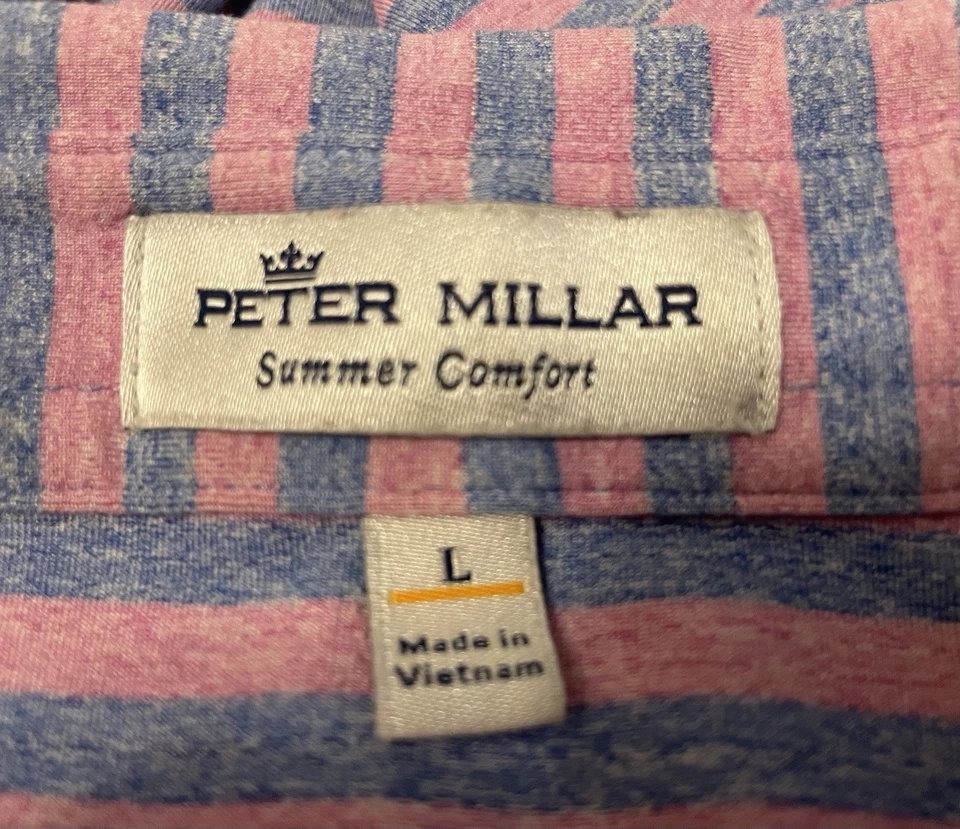 PETER MILLAR
Summer Comfort
L
Made in
Vietnam